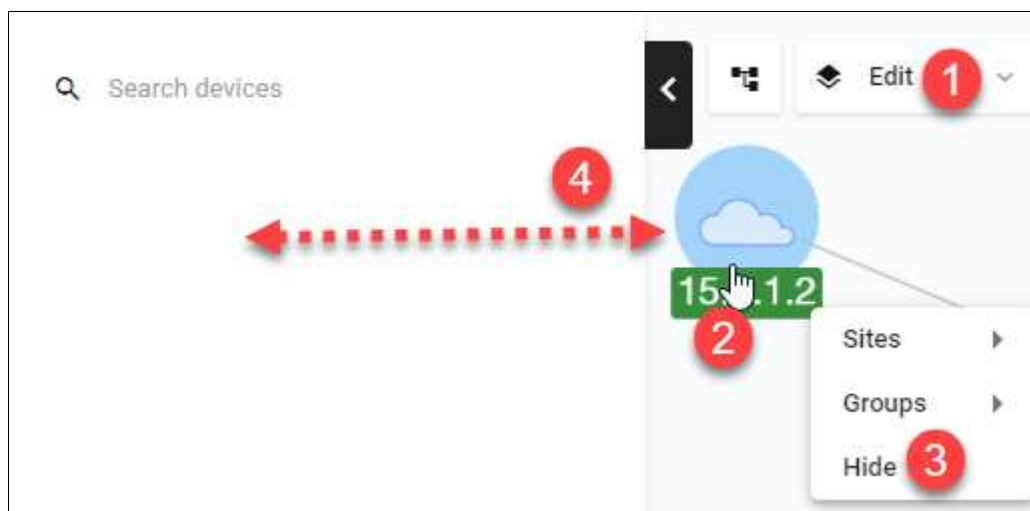 Search devices
Edit 1
4
15. .1.2
2
Sites
Groups
Hide 3